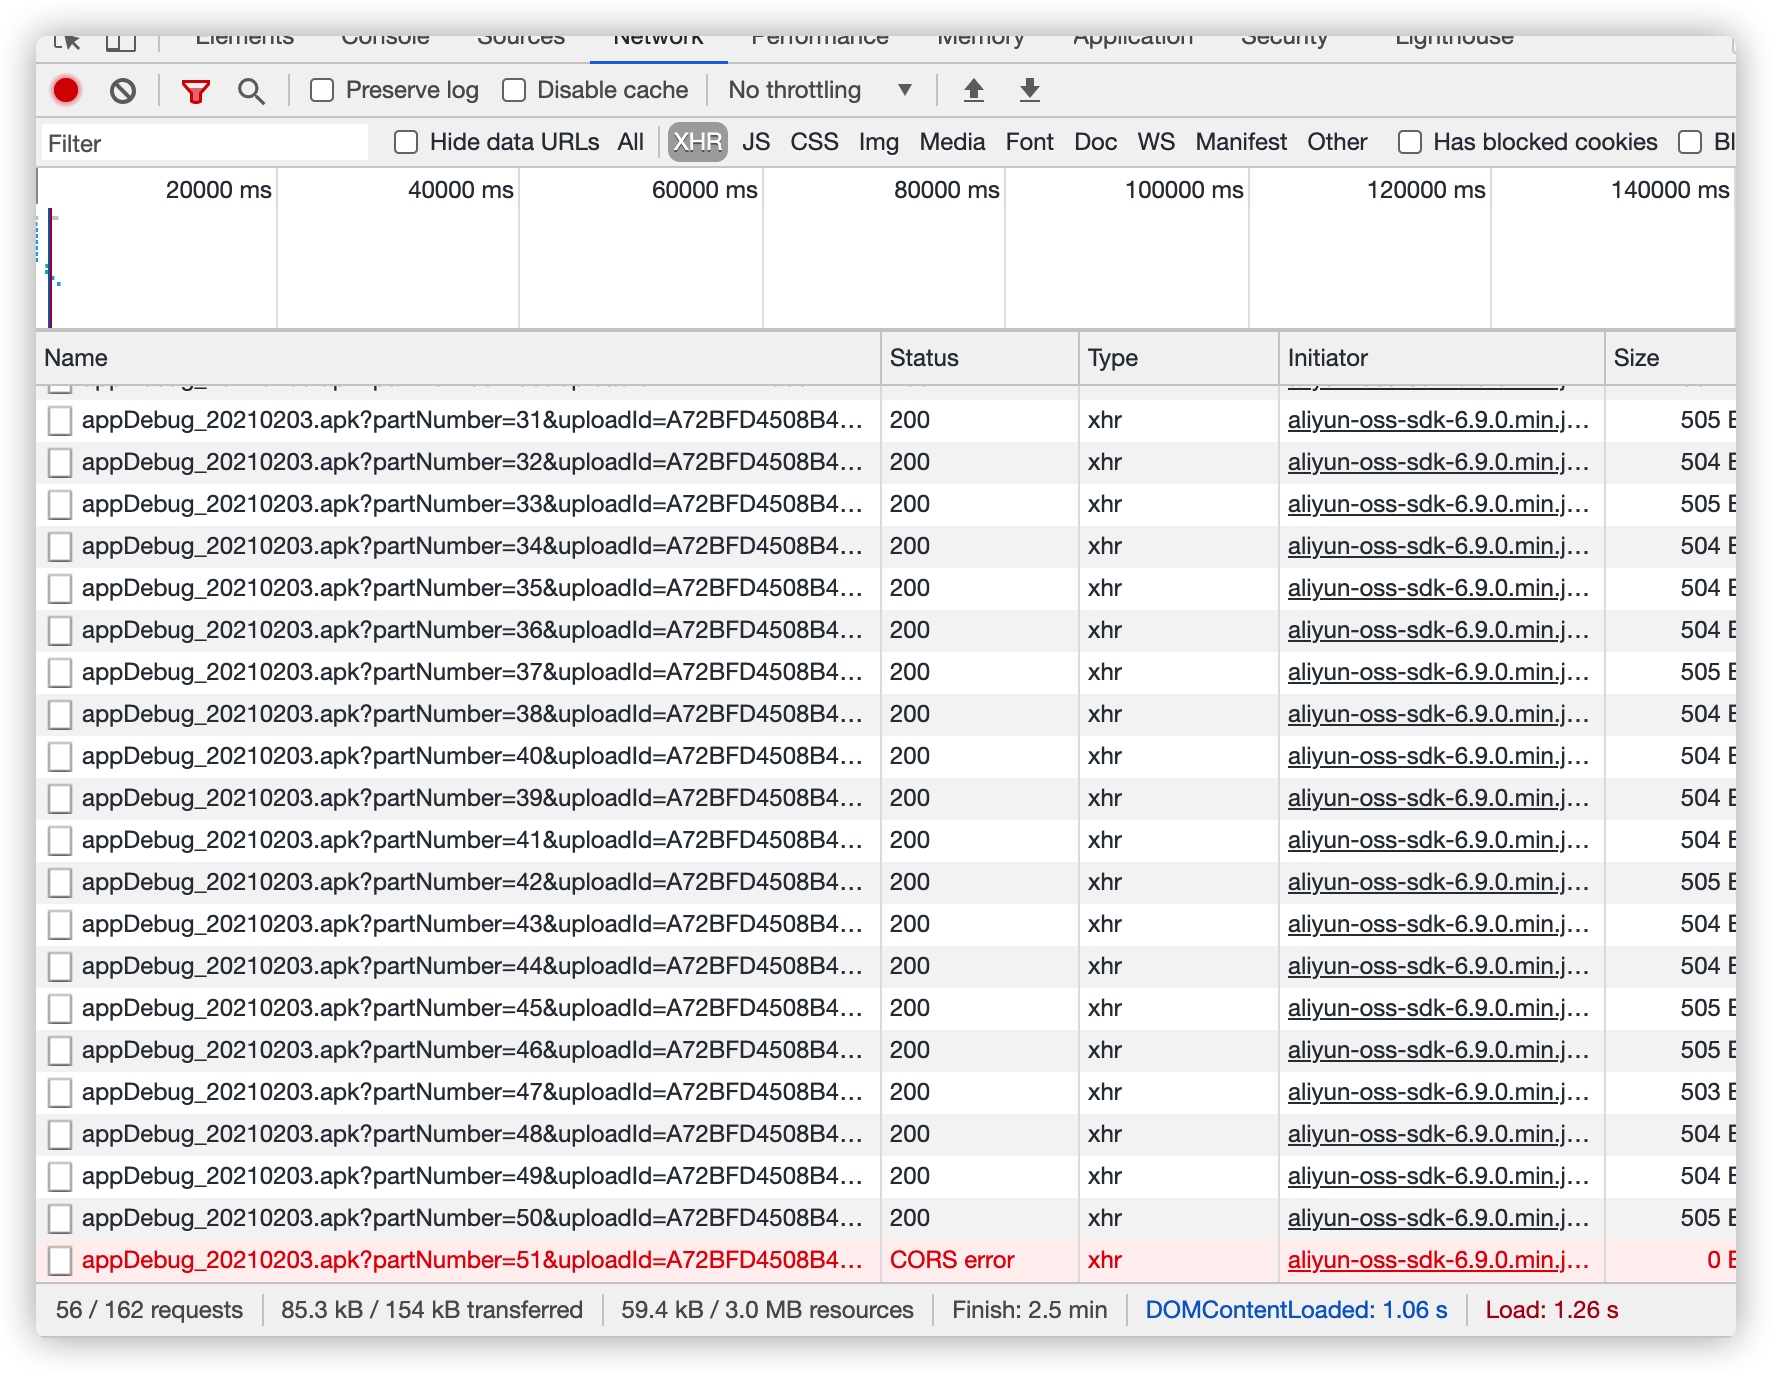 Elements Console Sources Network Performance Memory Application Security Lighthouse
Preserve log Disable cache No throttling
Filter Hide data URLs All XHR JS CSS Img Media Font Doc WS Manifest Other Has blocked cookies Bl
20000 ms 40000 ms 60000 ms 80000 ms 100000 ms 120000 ms 140000 ms
Name Status Type Initiator Size
appDebug_20210203.apk?partNumber=31&uploadId=A72BFD4508B4… 200 xhr aliyun-oss-sdk-6.9.0.min.j… 505 B
appDebug_20210203.apk?partNumber=32&uploadId=A72BFD4508B4… 200 xhr aliyun-oss-sdk-6.9.0.min.j… 504 B
appDebug_20210203.apk?partNumber=33&uploadId=A72BFD4508B4… 200 xhr aliyun-oss-sdk-6.9.0.min.j… 505 B
appDebug_20210203.apk?partNumber=34&uploadId=A72BFD4508B4… 200 xhr aliyun-oss-sdk-6.9.0.min.j… 504 B
appDebug_20210203.apk?partNumber=35&uploadId=A72BFD4508B4… 200 xhr aliyun-oss-sdk-6.9.0.min.j… 504 B
appDebug_20210203.apk?partNumber=36&uploadId=A72BFD4508B4… 200 xhr aliyun-oss-sdk-6.9.0.min.j… 504 B
appDebug_20210203.apk?partNumber=37&uploadId=A72BFD4508B4… 200 xhr aliyun-oss-sdk-6.9.0.min.j… 505 B
appDebug_20210203.apk?partNumber=38&uploadId=A72BFD4508B4… 200 xhr aliyun-oss-sdk-6.9.0.min.j… 504 B
appDebug_20210203.apk?partNumber=40&uploadId=A72BFD4508B4… 200 xhr aliyun-oss-sdk-6.9.0.min.j… 504 B
appDebug_20210203.apk?partNumber=39&uploadId=A72BFD4508B4… 200 xhr aliyun-oss-sdk-6.9.0.min.j… 504 B
appDebug_20210203.apk?partNumber=41&uploadId=A72BFD4508B4… 200 xhr aliyun-oss-sdk-6.9.0.min.j… 504 B
appDebug_20210203.apk?partNumber=42&uploadId=A72BFD4508B4… 200 xhr aliyun-oss-sdk-6.9.0.min.j… 505 B
appDebug_20210203.apk?partNumber=43&uploadId=A72BFD4508B4… 200 xhr aliyun-oss-sdk-6.9.0.min.j… 504 B
appDebug_20210203.apk?partNumber=44&uploadId=A72BFD4508B4… 200 xhr aliyun-oss-sdk-6.9.0.min.j… 504 B
appDebug_20210203.apk?partNumber=45&uploadId=A72BFD4508B4… 200 xhr aliyun-oss-sdk-6.9.0.min.j… 505 B
appDebug_20210203.apk?partNumber=46&uploadId=A72BFD4508B4… 200 xhr aliyun-oss-sdk-6.9.0.min.j… 505 B
appDebug_20210203.apk?partNumber=47&uploadId=A72BFD4508B4… 200 xhr aliyun-oss-sdk-6.9.0.min.j… 503 B
appDebug_20210203.apk?partNumber=48&uploadId=A72BFD4508B4… 200 xhr aliyun-oss-sdk-6.9.0.min.j… 504 B
appDebug_20210203.apk?partNumber=49&uploadId=A72BFD4508B4… 200 xhr aliyun-oss-sdk-6.9.0.min.j… 504 B
appDebug_20210203.apk?partNumber=50&uploadId=A72BFD4508B4… 200 xhr aliyun-oss-sdk-6.9.0.min.j… 505 B
appDebug_20210203.apk?partNumber=51&uploadId=A72BFD4508B4… CORS error xhr aliyun-oss-sdk-6.9.0.min.j… 0 B
56 / 162 requests 85.3 kB / 154 kB transferred 59.4 kB / 3.0 MB resources Finish: 2.5 min DOMContentLoaded: 1.06 s Load: 1.26 s